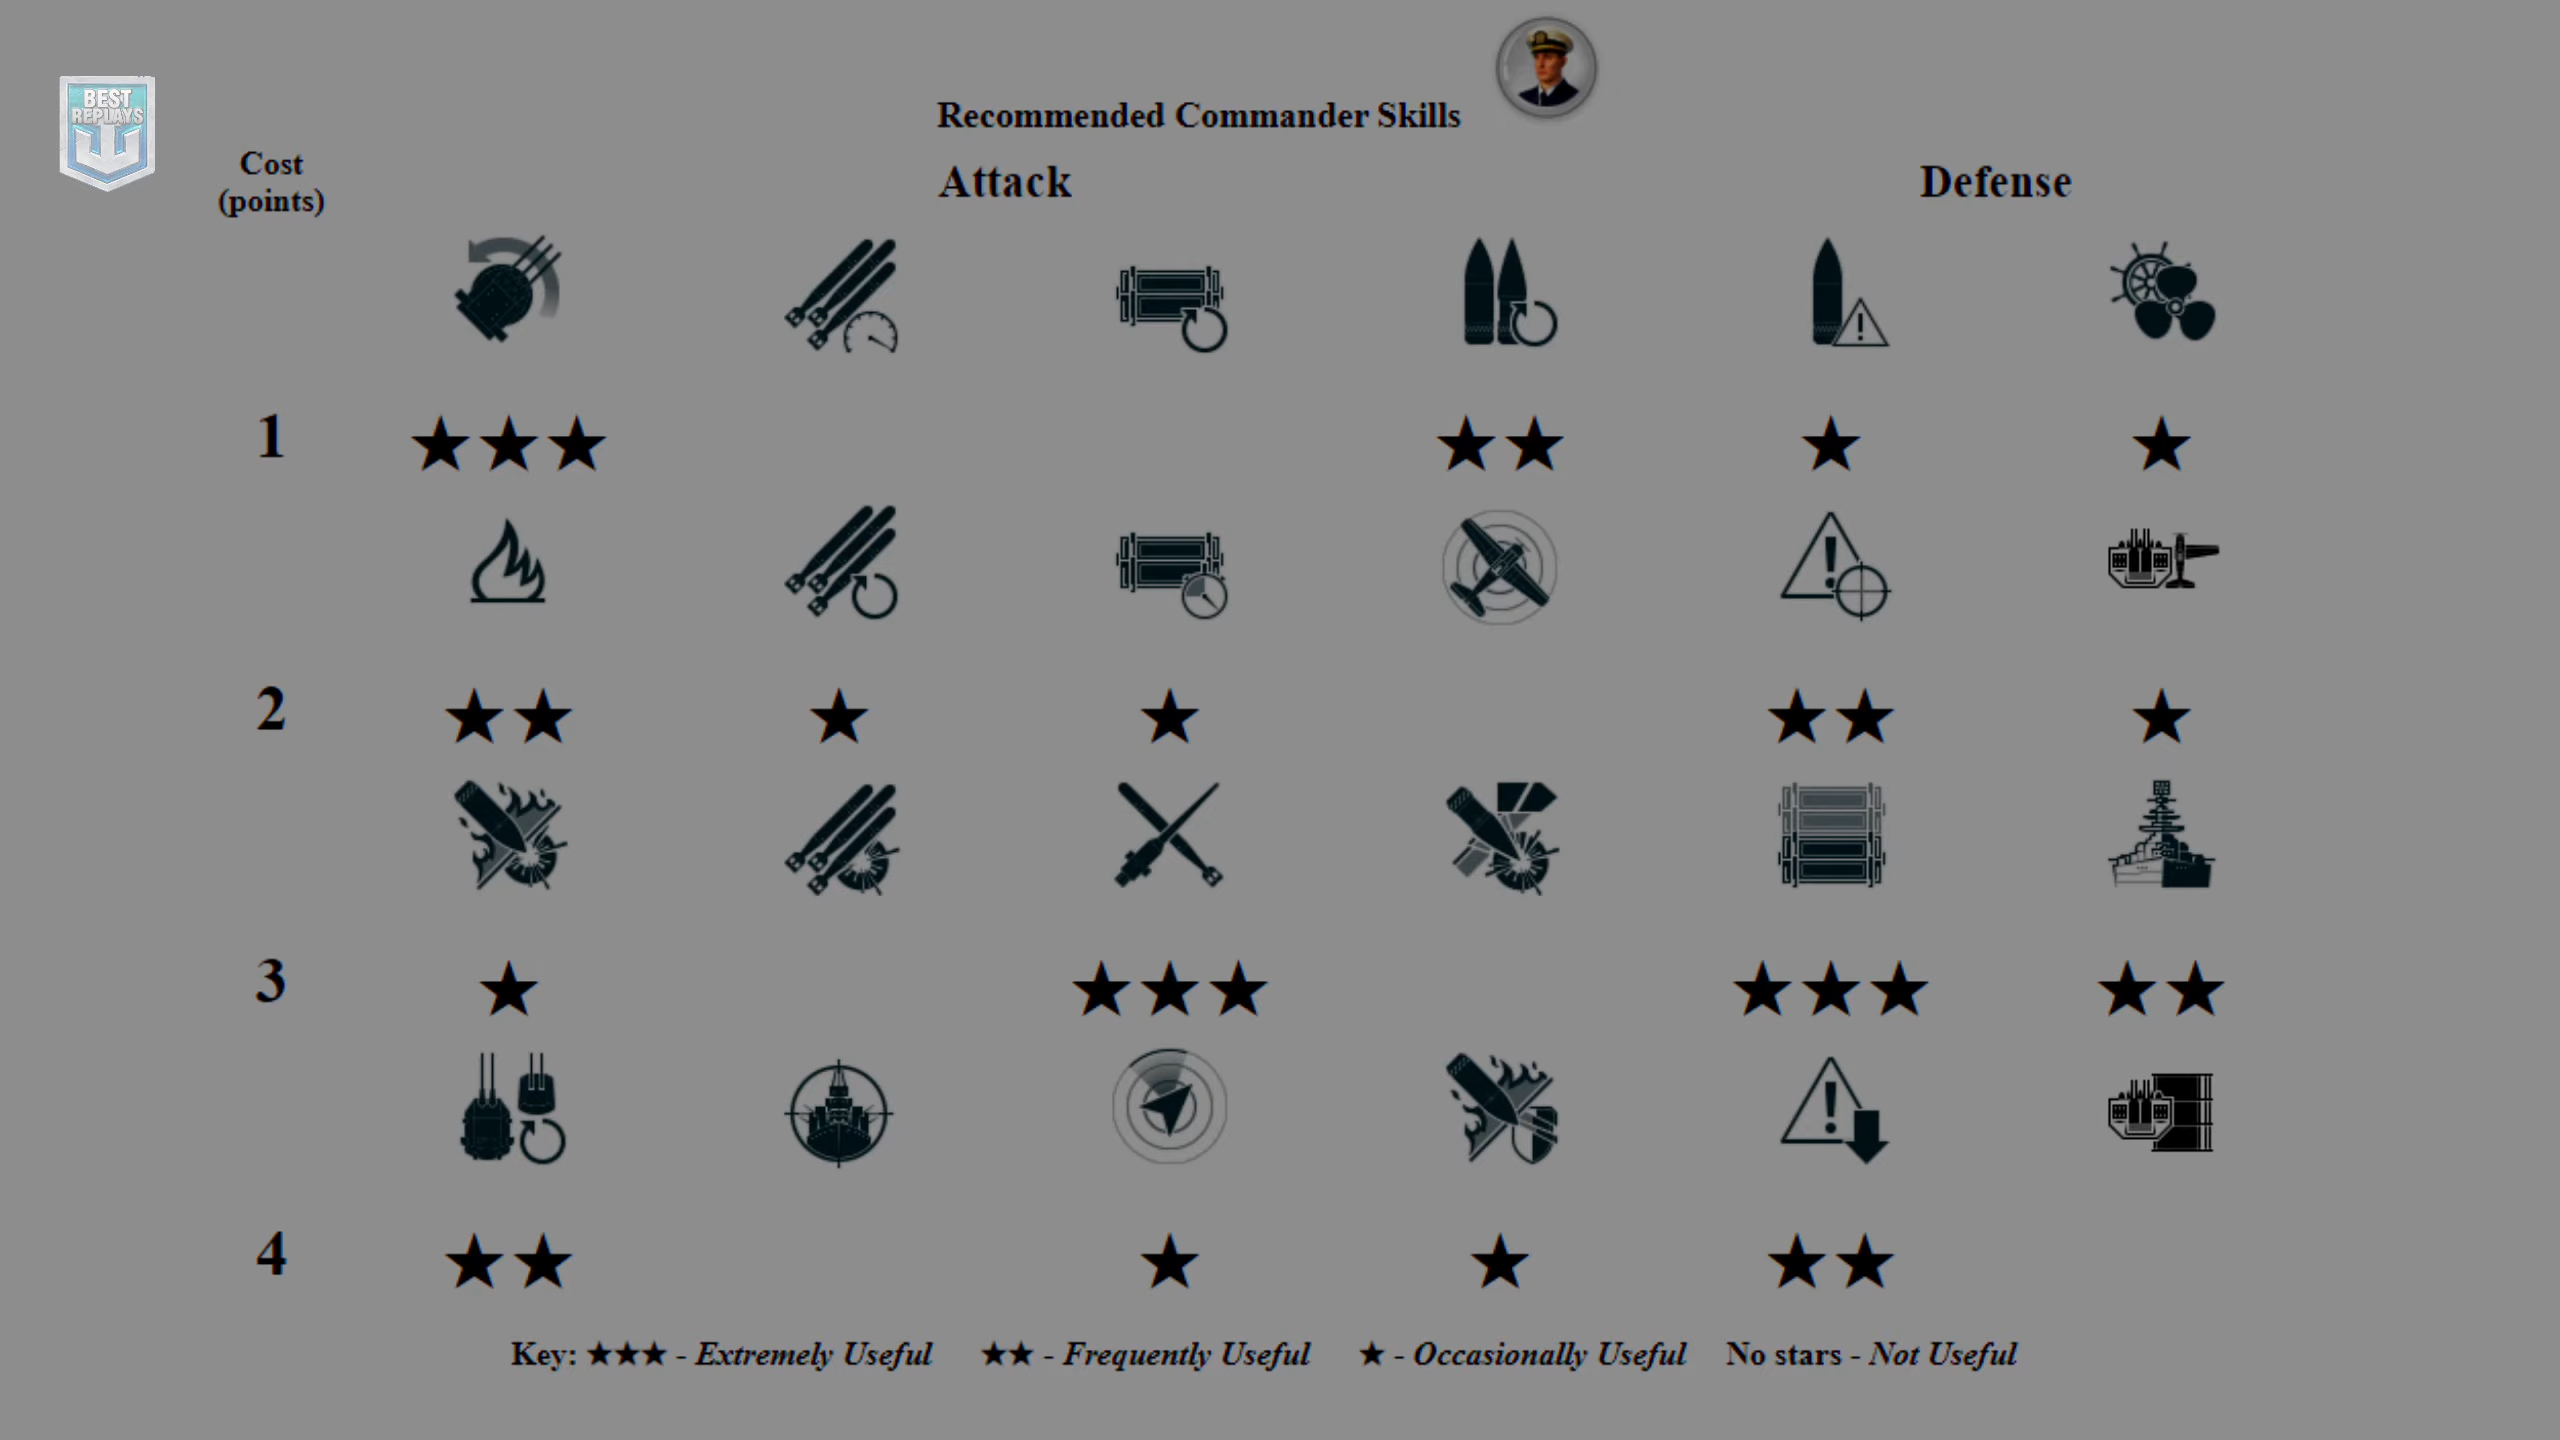 BEST
REPLAYS
Recommended Commander Skills
Cost
(points)
Attack
Defense
1
★★★
★★
★
★
2
★★
★
★
★★
★
3
★
★★★
★★★
★★
4
★★
★
★
★★
Key: ★★★ - Extremely Useful ★★ - Frequently Useful ★ - Occasionally Useful No stars - Not Useful